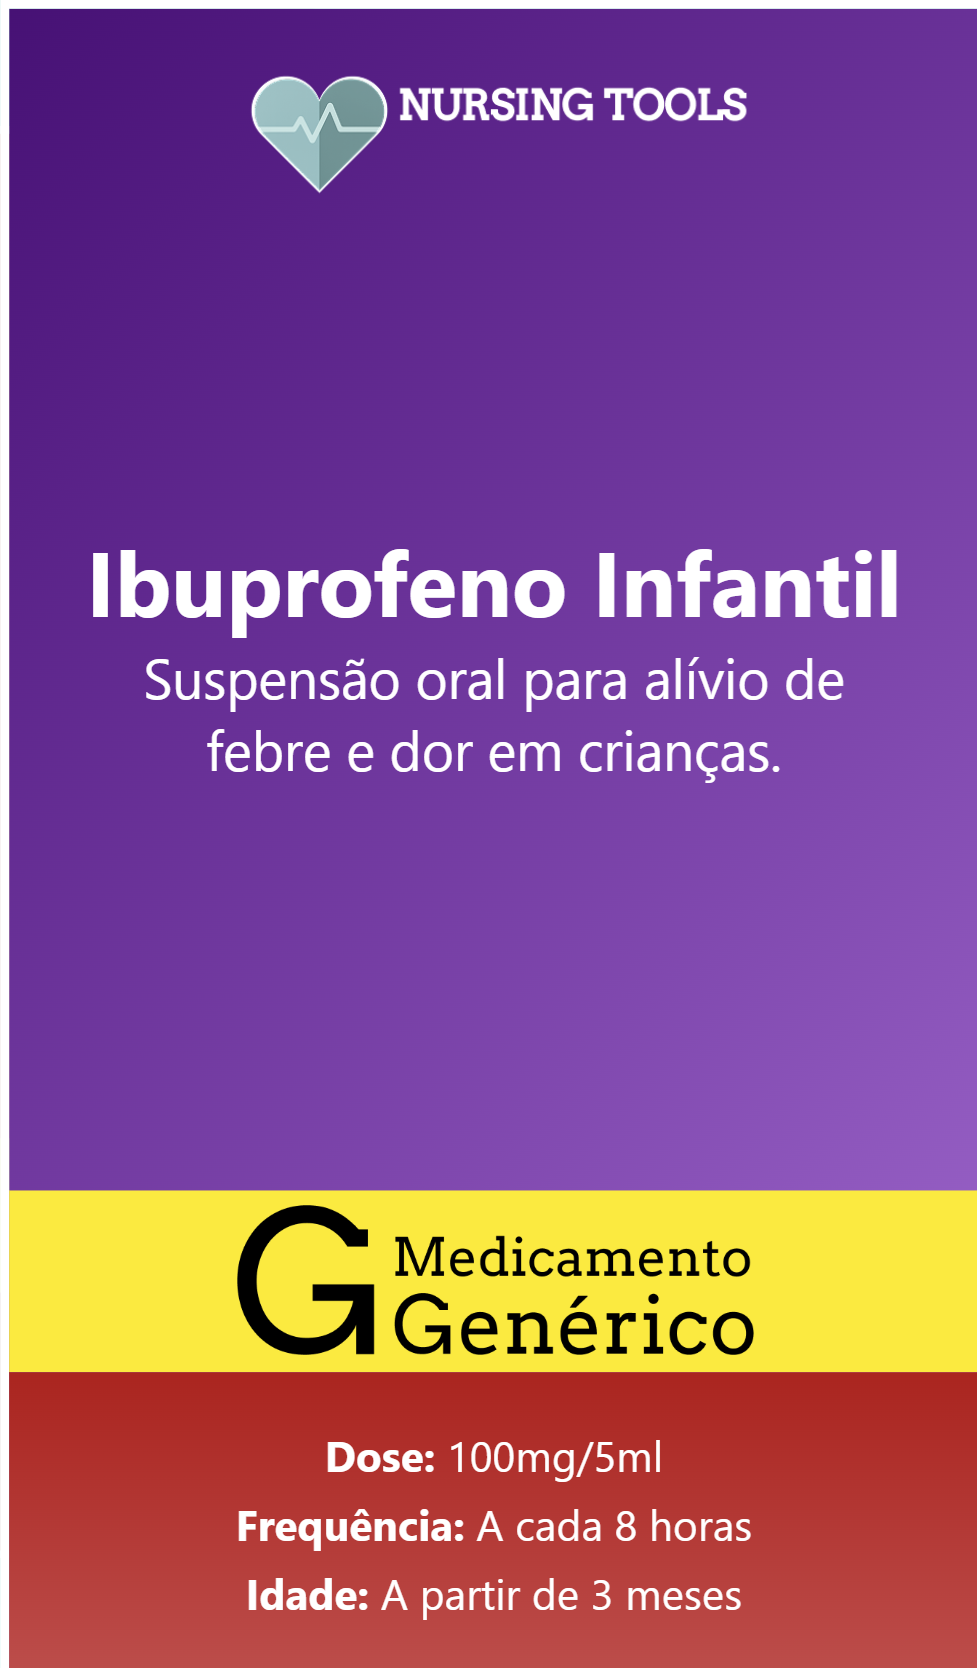 NURSING TOOLS
Ibuprofeno Infantil
Suspensão oral para alívio de
febre e dor em crianças.
G Medicamento
Genérico
Dose: 100mg/5ml
Frequência: A cada 8 horas
Idade: A partir de 3 meses